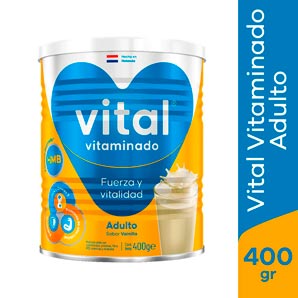 vital
vitaminado
Fuerza y
vitalidad
+MB
Adulto
Sabor Vainilla
400g
Vital Vitaminado
Adulto
400
gr